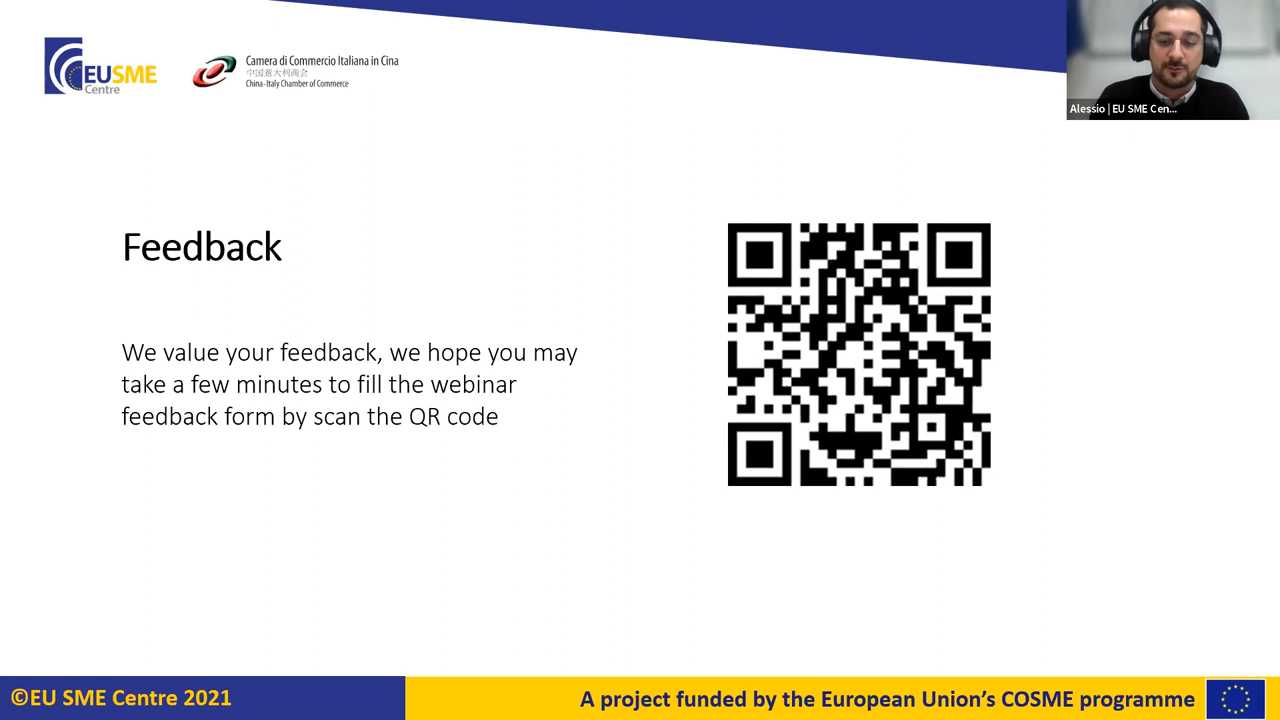 EUSME
Centre
Camera di Commercio Italiana in Cina
中国意大利商会
China-Italy Chamber of Commerce
Alessio | EU SME Cen...
Feedback
We value your feedback, we hope you may
take a few minutes to fill the webinar
feedback form by scan the QR code
©EU SME Centre 2021
A project funded by the European Union’s COSME programme